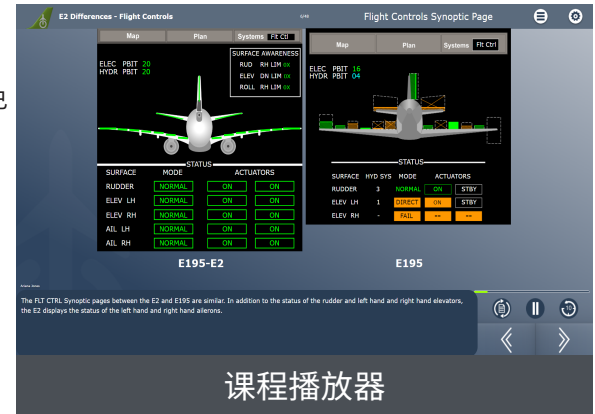 E2 Differences - Flight Controls
1/40
Flight Controls Synoptic Page
Map Plan Systems Flt Ctl
ELEC PBIT 20
HYDR PBIT 20
SURFACE AWARENESS
RUD RH LIM 0X
ELEV DN LIM 0X
ROLL RH LIM 0X
STATUS
SURFACE MODE ACTUATORS
RUDDER NORMAL ON ON
ELEV LH NORMAL ON ON
ELEV RH NORMAL ON ON
AIL LH NORMAL ON ON
AIL RH NORMAL ON ON
E195-E2
Map Plan Systems Flt Ctrl
ELEC PBIT 16
HYDR PBIT 04
STATUS
SURFACE HYD SYS MODE ACTUATORS
RUDDER 3 NORMAL ON STBY
ELEV LH 1 DIRECT ON STBY
ELEV RH - FAIL -- --
E195
The FLT CTRL Synoptic pages between the E2 and E195 are similar. In addition to the status of the rudder and left hand and right hand elevators,
the E2 displays the status of the left hand and right hand ailerons.
10
课程播放器